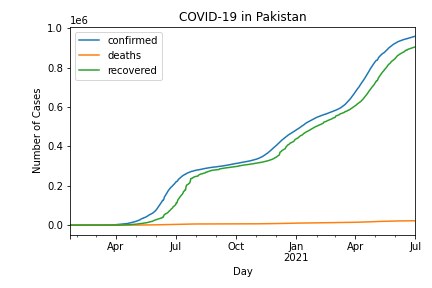 COVID-19 in Pakistan
1e6
confirmed
deaths
recovered
1.0
0.8
0.6
0.4
0.2
0.0
Number of Cases
Apr
Jul
Oct
Jan
2021
Apr
Jul
Day